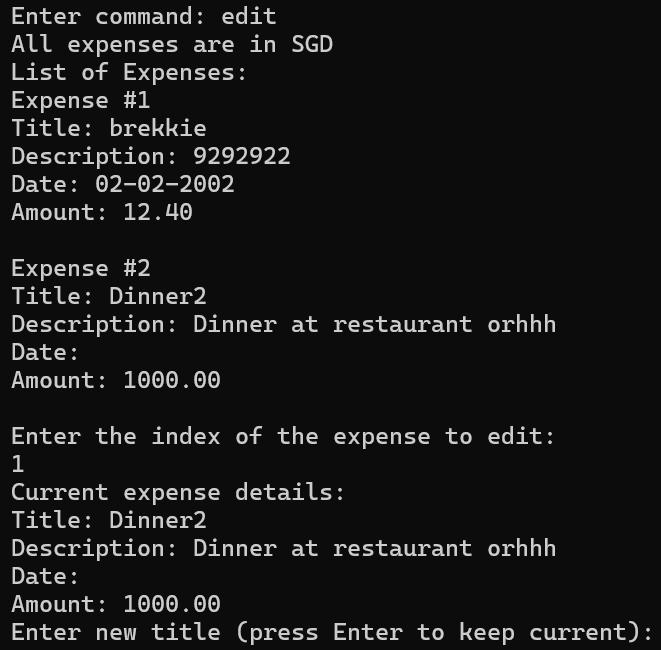 Enter command: edit
All expenses are in SGD
List of Expenses:
Expense #1
Title: brekkie
Description: 9292922
Date: 02-02-2002
Amount: 12.40
Expense #2
Title: Dinner2
Description: Dinner at restaurant orhhh
Date:
Amount: 1000.00
Enter the index of the expense to edit:
1
Current expense details:
Title: Dinner2
Description: Dinner at restaurant orhhh
Date:
Amount: 1000.00
Enter new title (press Enter to keep current):